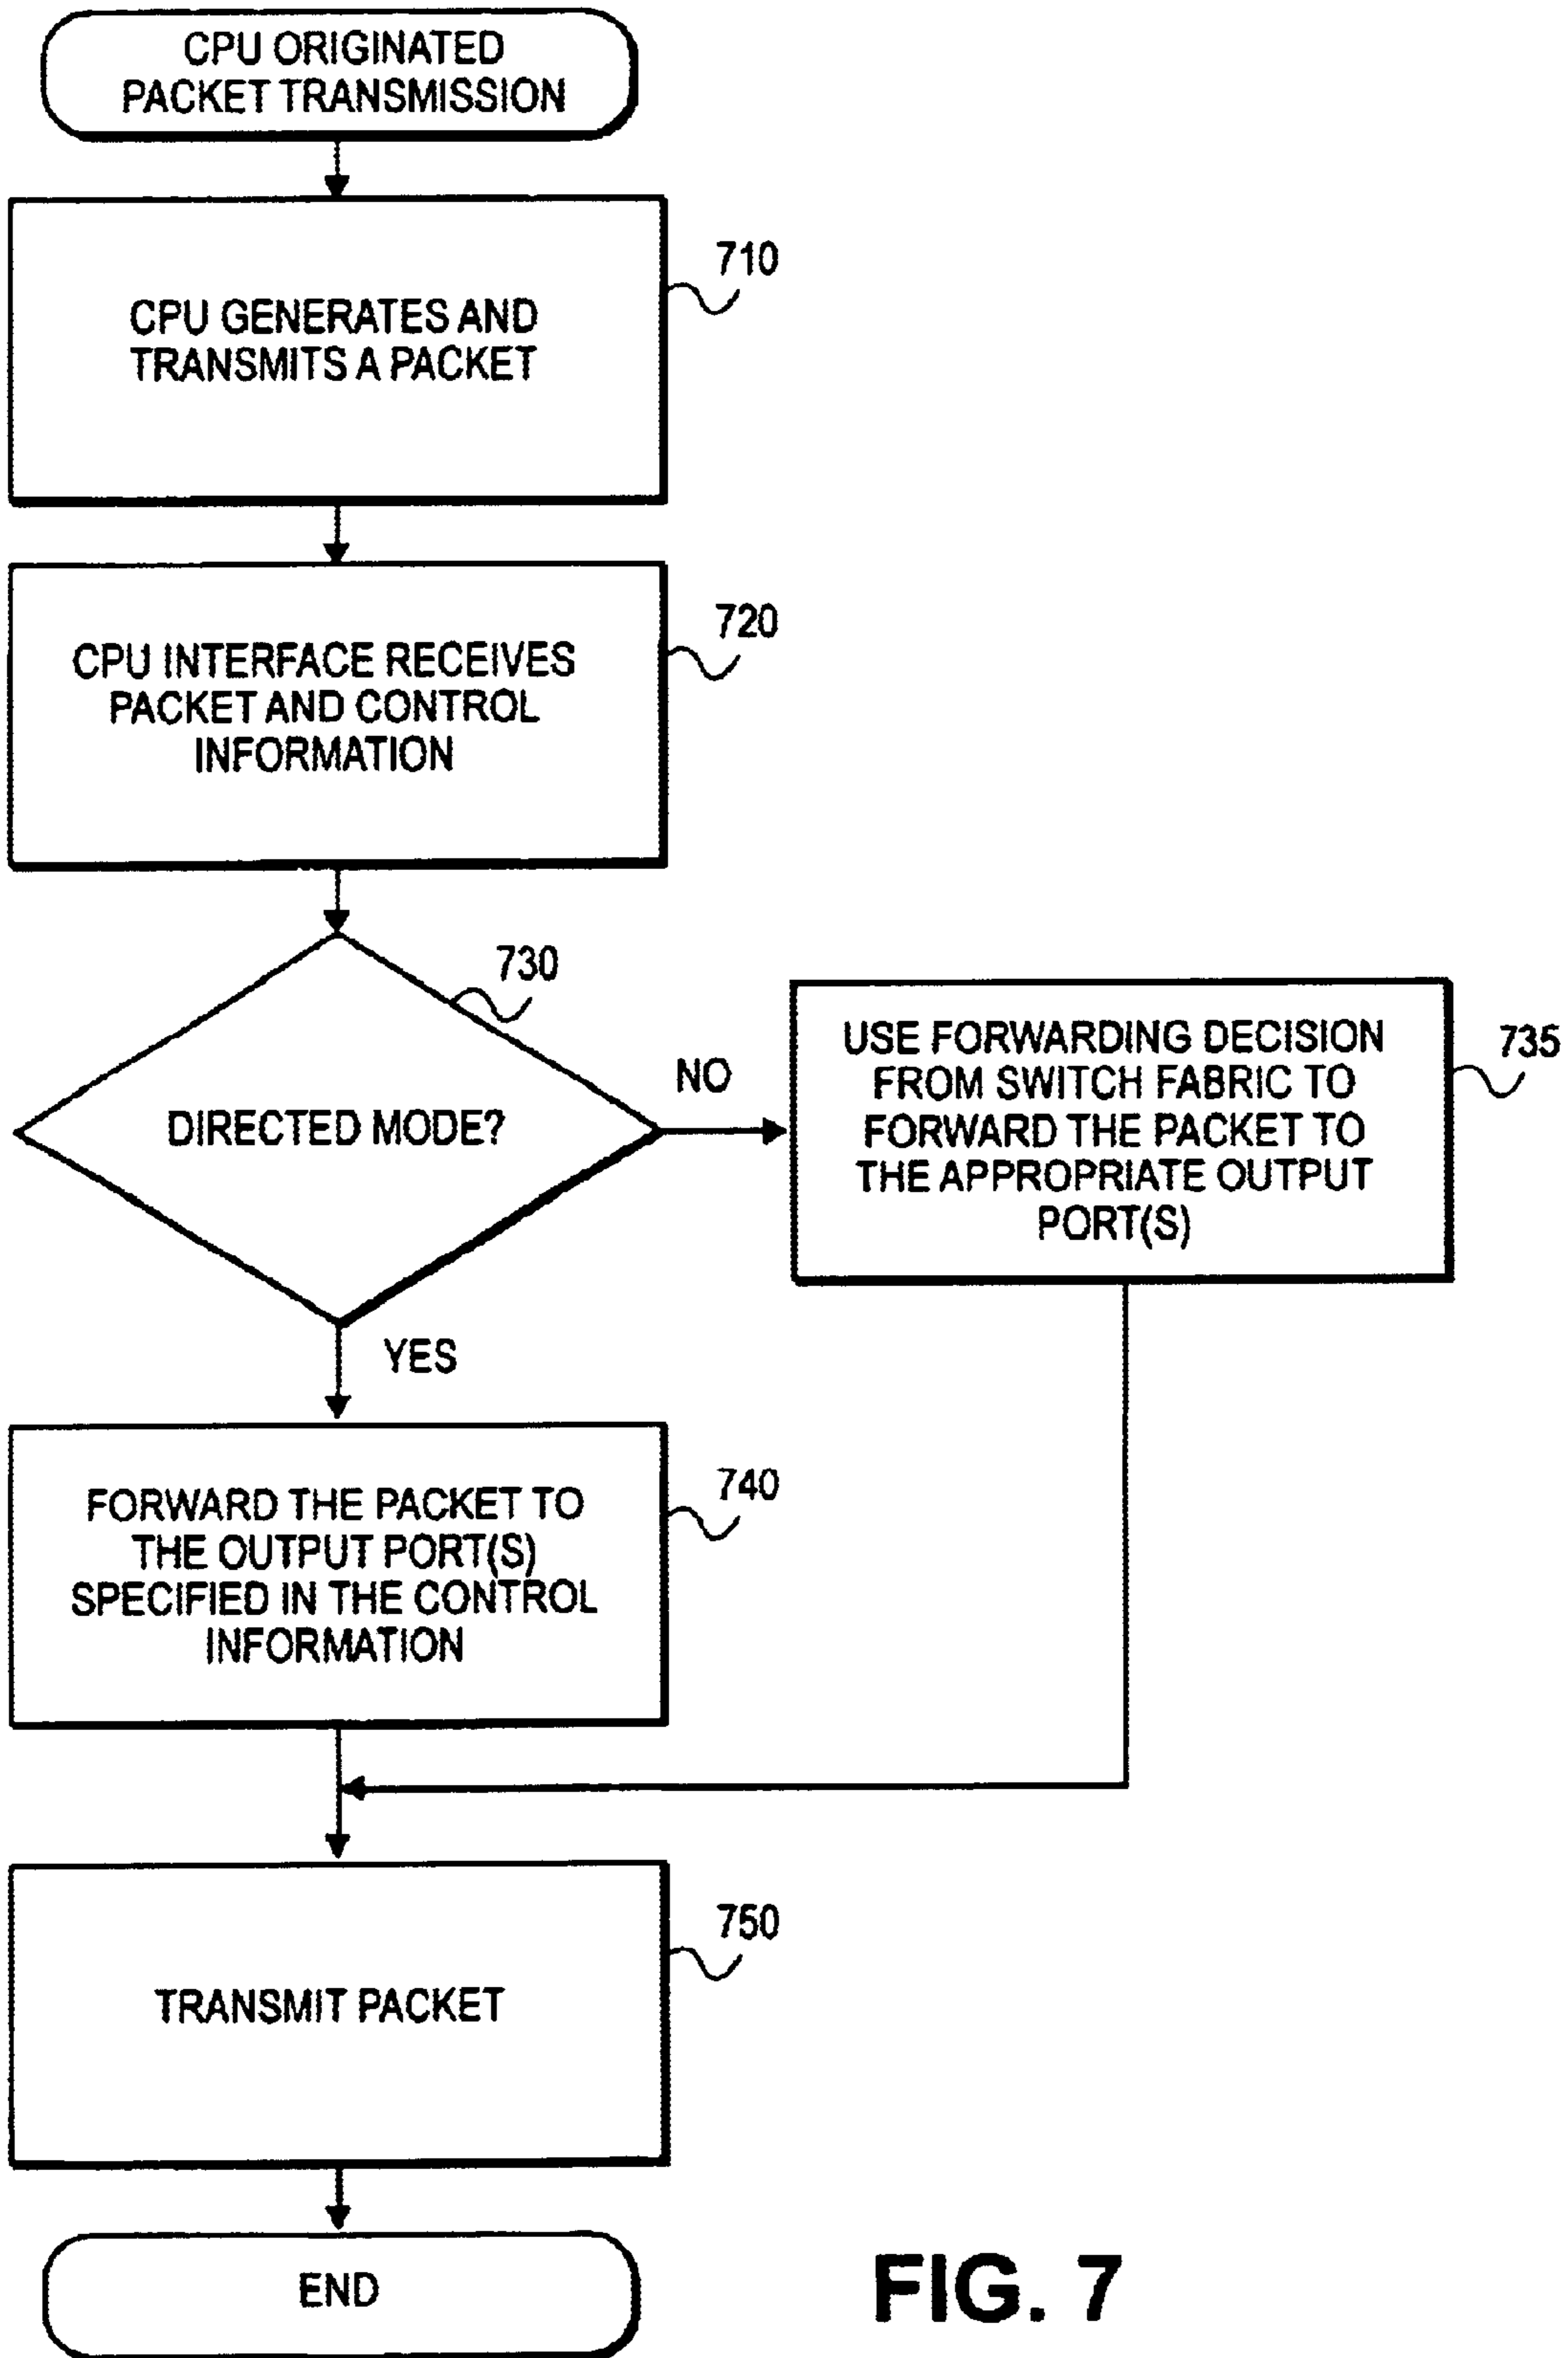 CPU ORIGINATED
PACKET TRANSMISSION
710
CPU GENERATES AND
TRANSMITS A PACKET
720
CPU INTERFACE RECEIVES
PACKET AND CONTROL
INFORMATION
730
DIRECTED MODE?
NO
USE FORWARDING DECISION
FROM SWITCH FABRIC TO
FORWARD THE PACKET TO
THE APPROPRIATE OUTPUT
PORT(S)
735
YES
FORWARD THE PACKET TO
THE OUTPUT PORT(S)
SPECIFIED IN THE CONTROL
INFORMATION
740
TRANSMIT PACKET
750
END
FIG. 7